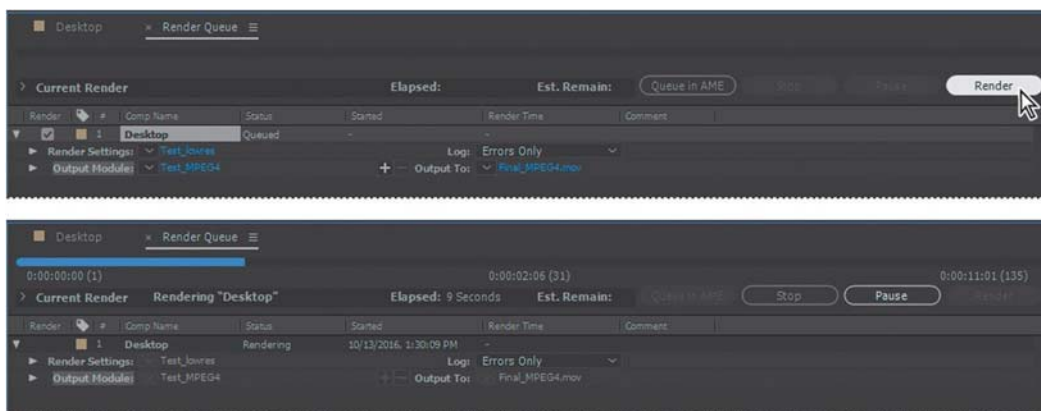 Desktop × Render Queue ≡
> Current Render Elapsed: Est. Remain: Queue in AME Stop Pause Render
Render # Comp Name Status Started Render Time Comment
1 Desktop Queued - -
Render Settings: Test_lowres Log: Errors Only
Output Module: Test_MPEG4 + − Output To: Final_MPEG4.mov
Desktop × Render Queue ≡
0:00:00:00 (1) 0:00:02:06 (31) 0:00:11:01 (135)
> Current Render Rendering "Desktop" Elapsed: 9 Seconds Est. Remain: Queue in AME Stop Pause Render
Render # Comp Name Status Started Render Time Comment
1 Desktop Rendering 10/13/2016, 1:30:09 PM -
Render Settings: Test_lowres Log: Errors Only
Output Module: Test_MPEG4 + − Output To: Final_MPEG4.mov